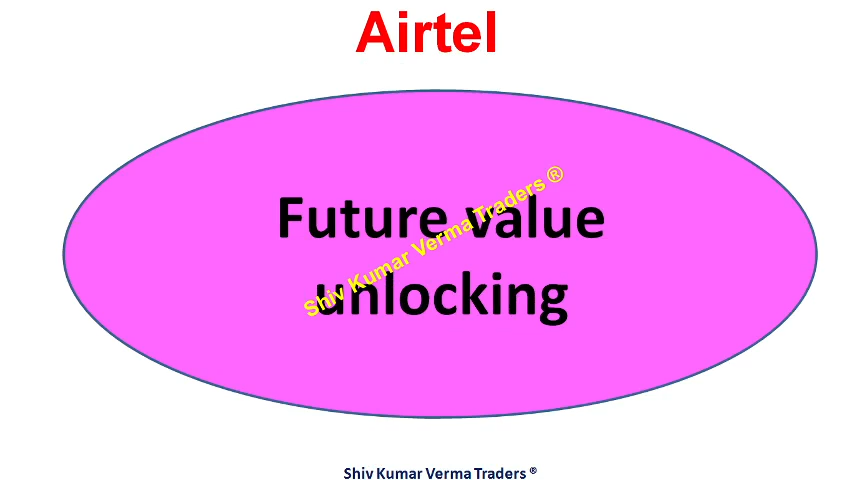 Airtel
Future value
unlocking
Shiv Kumar Verma Traders ®
Shiv Kumar Verma Traders ®